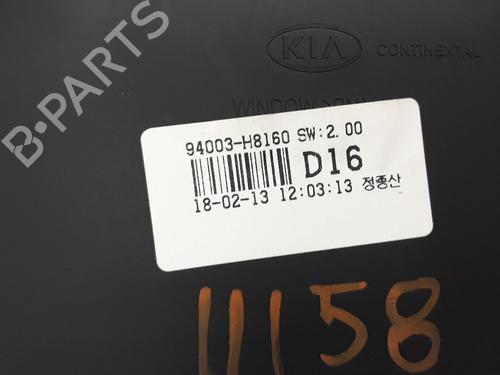 B-PARTS
KIA CONTINENTAL
94003-H8160 SW:2.00
D16
18-02-13 12:03:13 정종산
11158